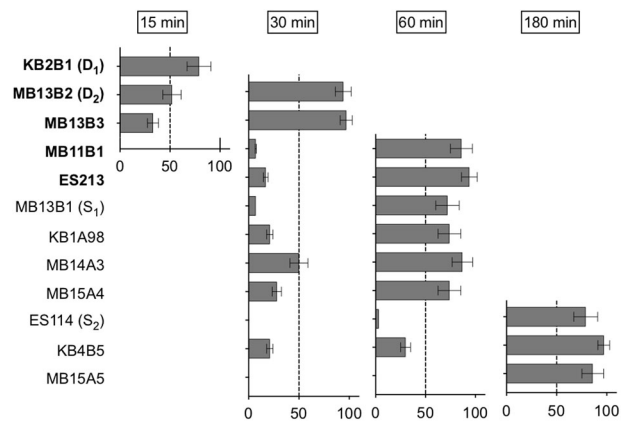 15 min 30 min 60 min 180 min
KB2B1 (D1)
MB13B2 (D2)
MB13B3
MB11B1
0 50 100
ES213
MB13B1 (S1)
KB1A98
MB14A3
MB15A4
ES114 (S2)
KB4B5
MB15A5
0 50 100 0 50 100 0 50 100